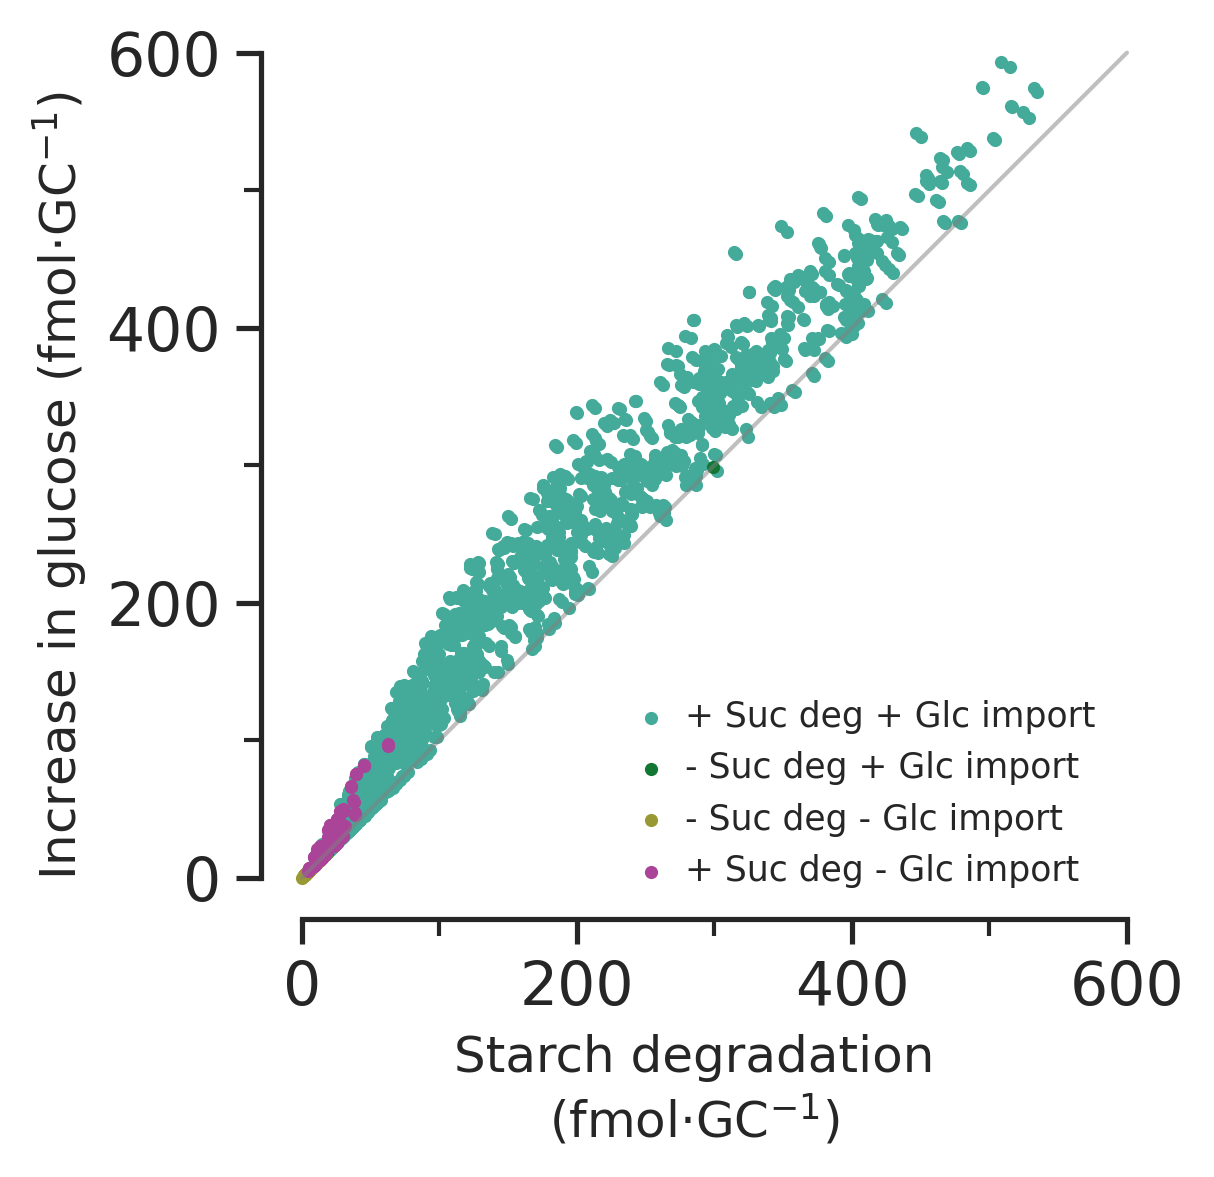 Increase in glucose (fmol·GC⁻¹)
600
400
200
0
+ Suc deg + Glc import
- Suc deg + Glc import
- Suc deg - Glc import
+ Suc deg - Glc import
0 200 400 600
Starch degradation
(fmol·GC⁻¹)